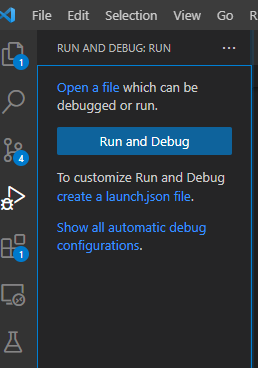 File Edit Selection View Go R
RUN AND DEBUG: RUN
1
Open a file which can be
debugged or run.
Run and Debug
4
To customize Run and Debug
create a launch.json file.
Show all automatic debug
configurations.
1